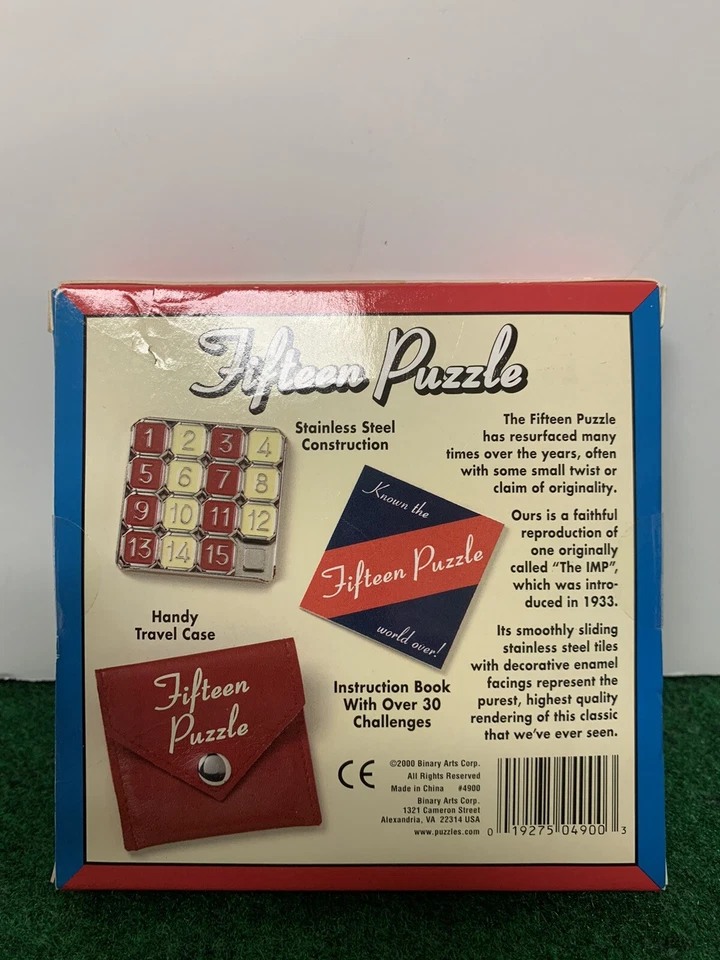 Fifteen Puzzle
Stainless Steel
Construction
1 2 3 4
5 6 7 8
9 10 11 12
13 14 15
The Fifteen Puzzle
has resurfaced many
times over the years, often
with some small twist or
claim of originality.
Known the
Fifteen Puzzle
world over!
Ours is a faithful
reproduction of
one originally
called “The IMP”,
which was intro-
duced in 1933.
Handy
Travel Case
Fifteen
Puzzle
Instruction Book
With Over 30
Challenges
Its smoothly sliding
stainless steel tiles
with decorative enamel
facings represent the
purest, highest quality
rendering of this classic
that we’ve ever seen.
CE
©2000 Binary Arts Corp.
All Rights Reserved
Made in China #4900
Binary Arts Corp.
1321 Cameron Street
Alexandria, VA 22314 USA
www.puzzles.com
0 19275 04900 3